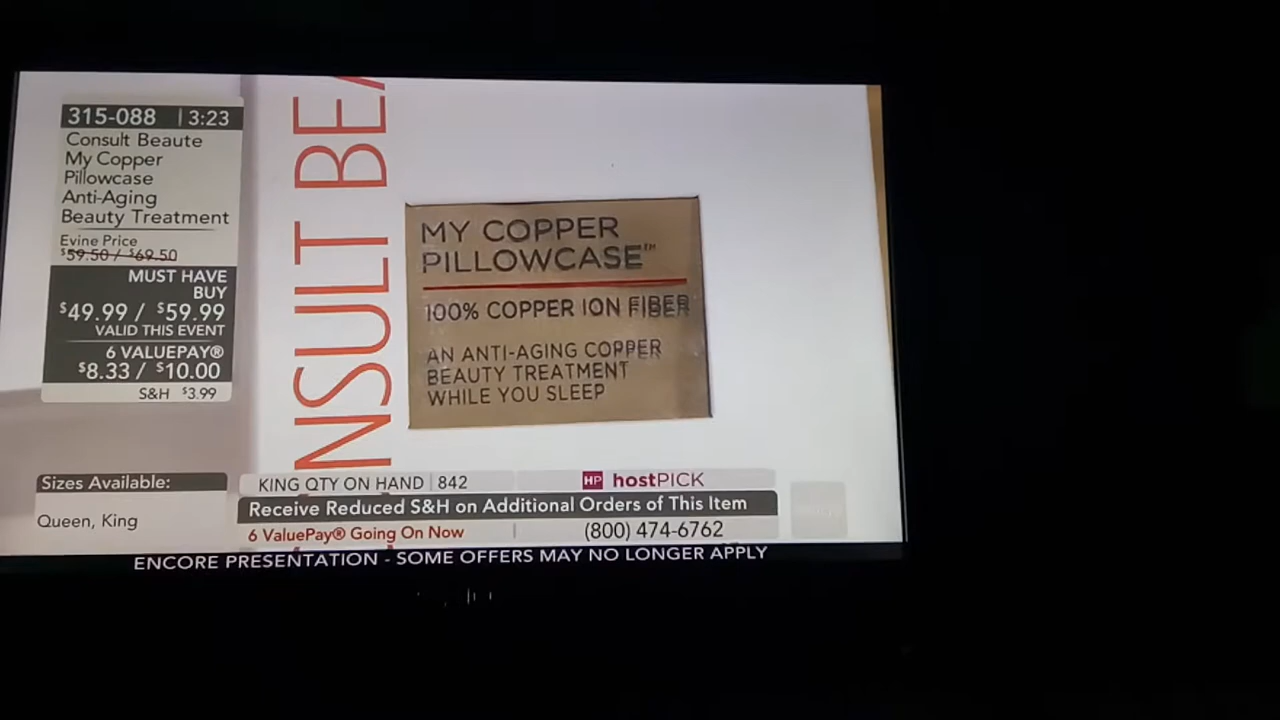 315-088 | 3:23
Consult Beaute
My Copper
Pillowcase
Anti-Aging
Beauty Treatment
Evine Price
$59.50 / $69.50
MUST HAVE
BUY
$49.99 / $59.99
VALID THIS EVENT
6 VALUEPAY®
$8.33 / $10.00
S&H $3.99
NSULT BEA
MY COPPER
PILLOWCASE™
100% COPPER ION FIBER
AN ANTI-AGING COPPER
BEAUTY TREATMENT
WHILE YOU SLEEP
Sizes Available:
Queen, King
KING QTY ON HAND | 842
HP hostPICK
Receive Reduced S&H on Additional Orders of This Item
6 ValuePay® Going On Now | (800) 474-6762
ENCORE PRESENTATION - SOME OFFERS MAY NO LONGER APPLY